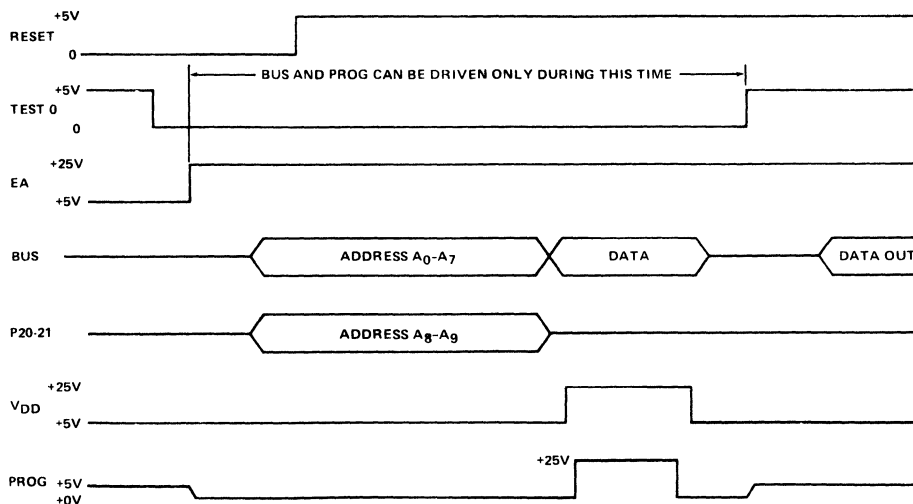 +5V
RESET
0
BUS AND PROG CAN BE DRIVEN ONLY DURING THIS TIME
+5V
TEST 0
0
+25V
EA
+5V
BUS
ADDRESS A0-A7
DATA
DATA OUT
P20-21
ADDRESS A8-A9
+25V
VDD
+5V
+25V
PROG +5V
+0V